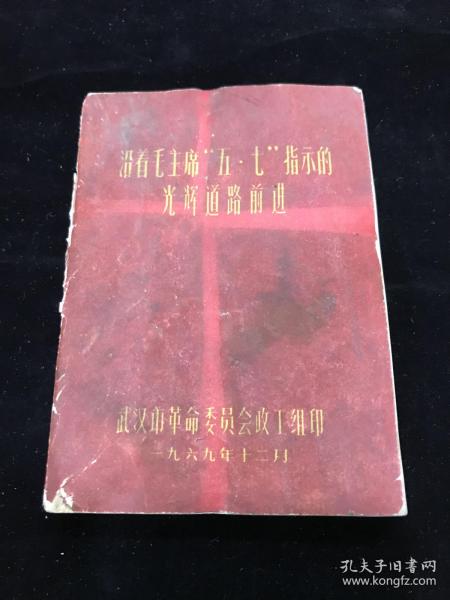 沿着毛主席“五·七”指示的
光辉道路前进
武汉市革命委员会政工组印
一九六九年十二月
孔夫子旧书网
www.kongfz.com